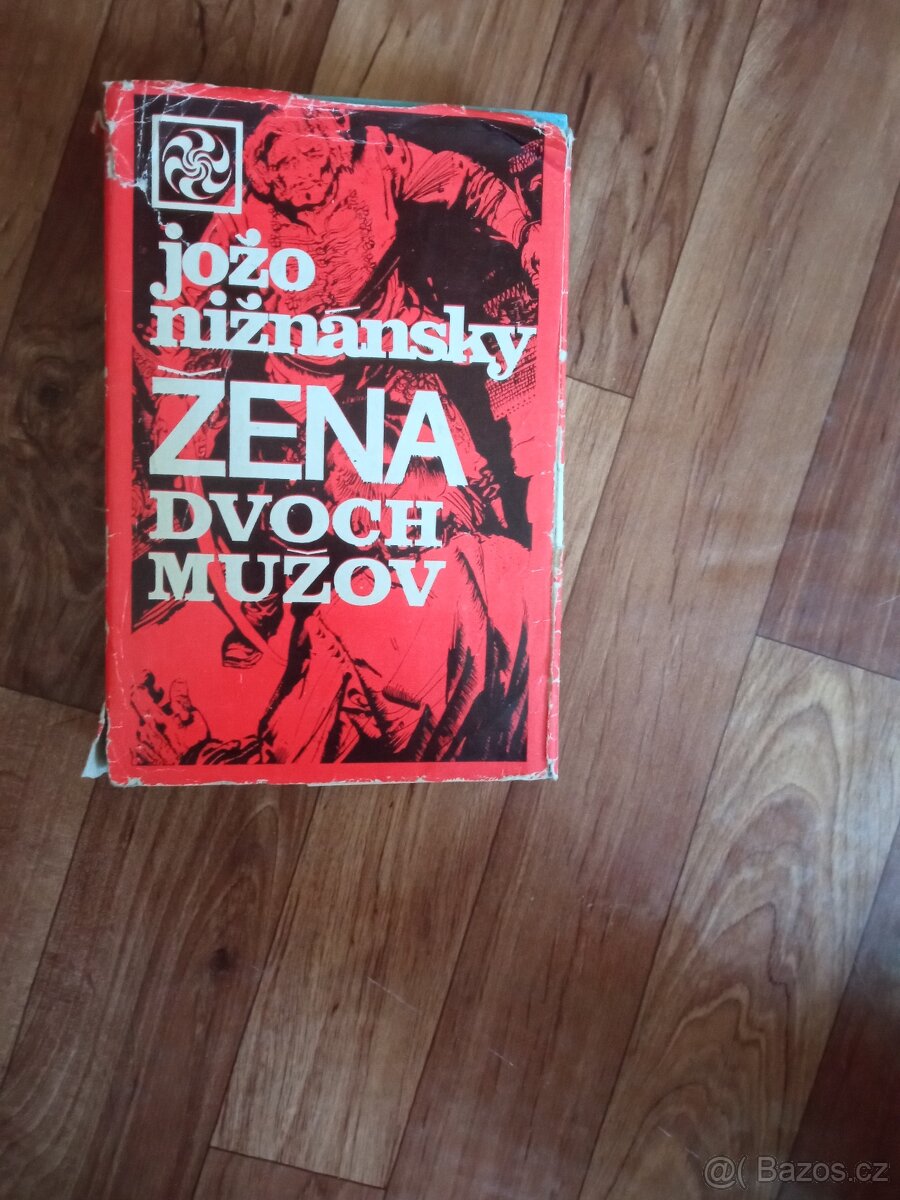 jožo
nižnánsky
ŽENA
DVOCH
MUŽOV
@( Bazos.cz